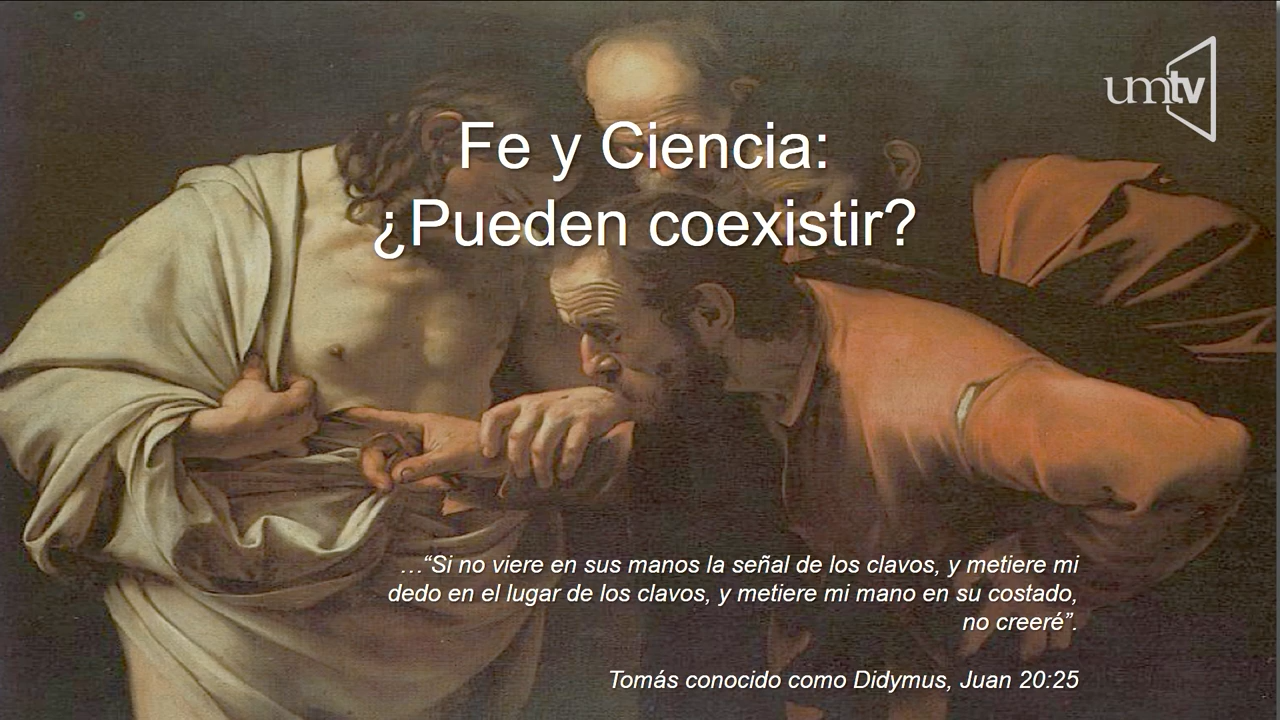 umtv
Fe y Ciencia:
¿Pueden coexistir?
…“Si no viere en sus manos la señal de los clavos, y metiere mi
dedo en el lugar de los clavos, y metiere mi mano en su costado,
no creeré”.
Tomás conocido como Didymus, Juan 20:25